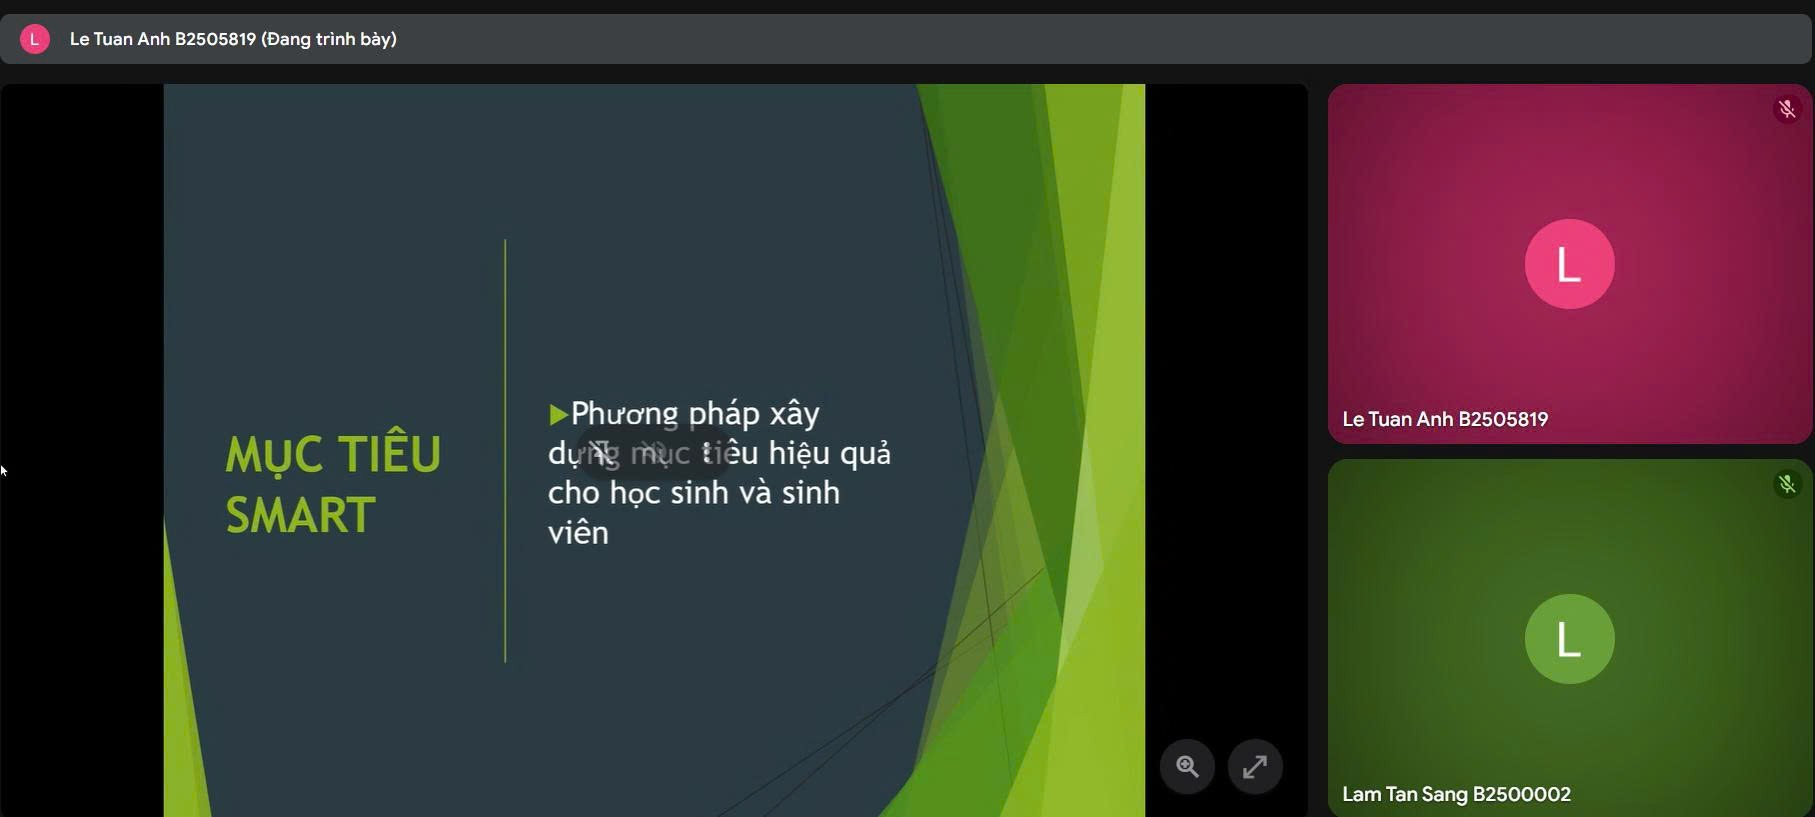 L
Le Tuan Anh B2505819 (Đang trình bày)
MỤC TIÊU
SMART
Phương pháp xây
dựng mục tiêu hiệu quả
cho học sinh và sinh
viên
L
Le Tuan Anh B2505819
L
Lam Tan Sang B2500002